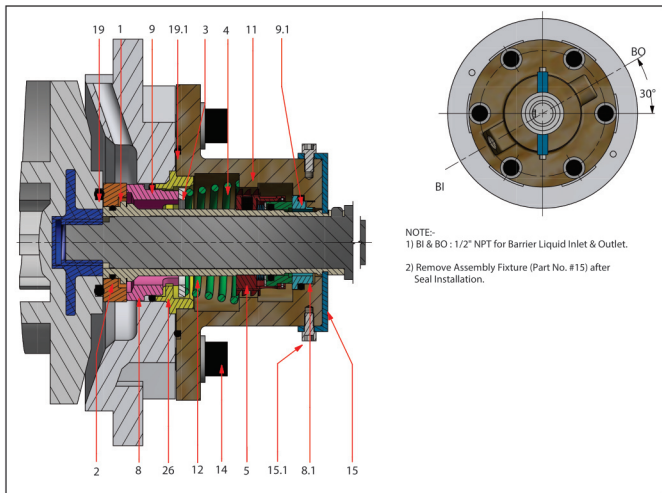 19 1 9 19.1 3 4 11 9.1
BO
30°
BI
NOTE:-
1) BI & BO : 1/2" NPT for Barrier Liquid Inlet & Outlet.
2) Remove Assembly Fixture (Part No. #15) after
Seal Installation.
2 8 26 12 14 5 15.1 8.1 15